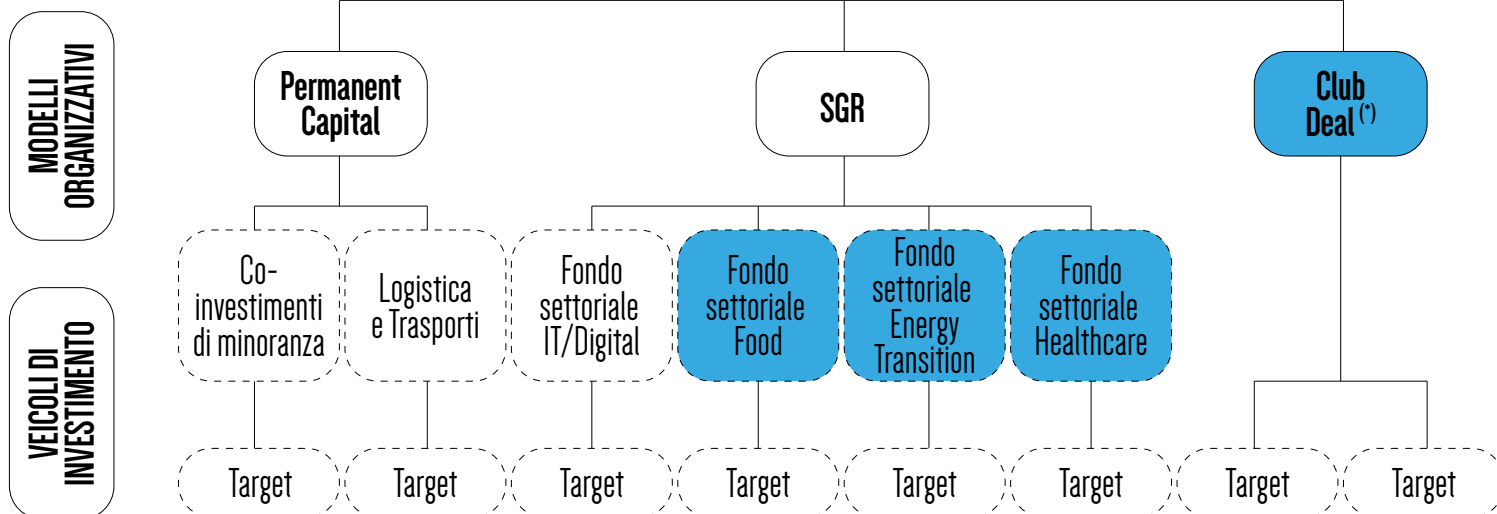 MODELLI
ORGANIZZATIVI
Permanent
Capital
SGR
Club
Deal (*)
VEICOLI DI
INVESTIMENTO
Co-
investimenti
di minoranza
Logistica
e Trasporti
Fondo
settoriale
IT/Digital
Fondo
settoriale
Food
Fondo
settoriale
Energy
Transition
Fondo
settoriale
Healthcare
Target
Target
Target
Target
Target
Target
Target
Target